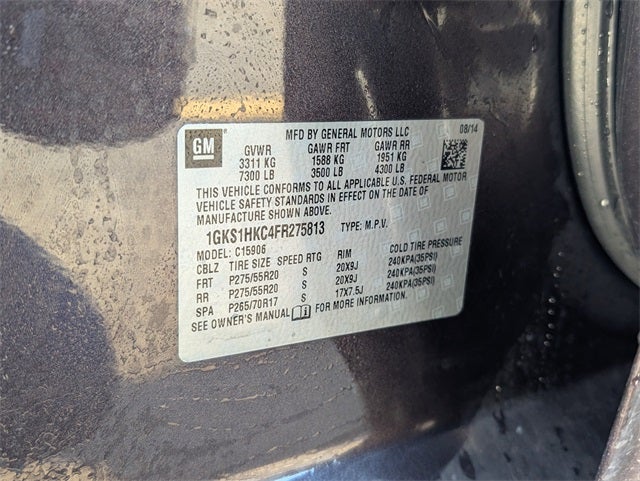 GM ® MFD BY GENERAL MOTORS LLC 08/14
GVWR GAWR FRT GAWR RR
3311 KG 1588 KG 1951 KG
7300 LB 3500 LB 4300 LB
THIS VEHICLE CONFORMS TO ALL APPLICABLE U.S. FEDERAL MOTOR
VEHICLE SAFETY STANDARDS IN EFFECT ON THE DATE OF
MANUFACTURE SHOWN ABOVE.
1GKS1HKC4FR275813 TYPE: M.P.V.
MODEL: C15906
CBLZ TIRE SIZE SPEED RTG RIM COLD TIRE PRESSURE
FRT P275/55R20 S 20X9J 240KPA(35PSI)
RR P275/55R20 S 20X9J 240KPA(35PSI)
SPA P265/70R17 S 17X7.5J 240KPA(35PSI)
SEE OWNER'S MANUAL FOR MORE INFORMATION.